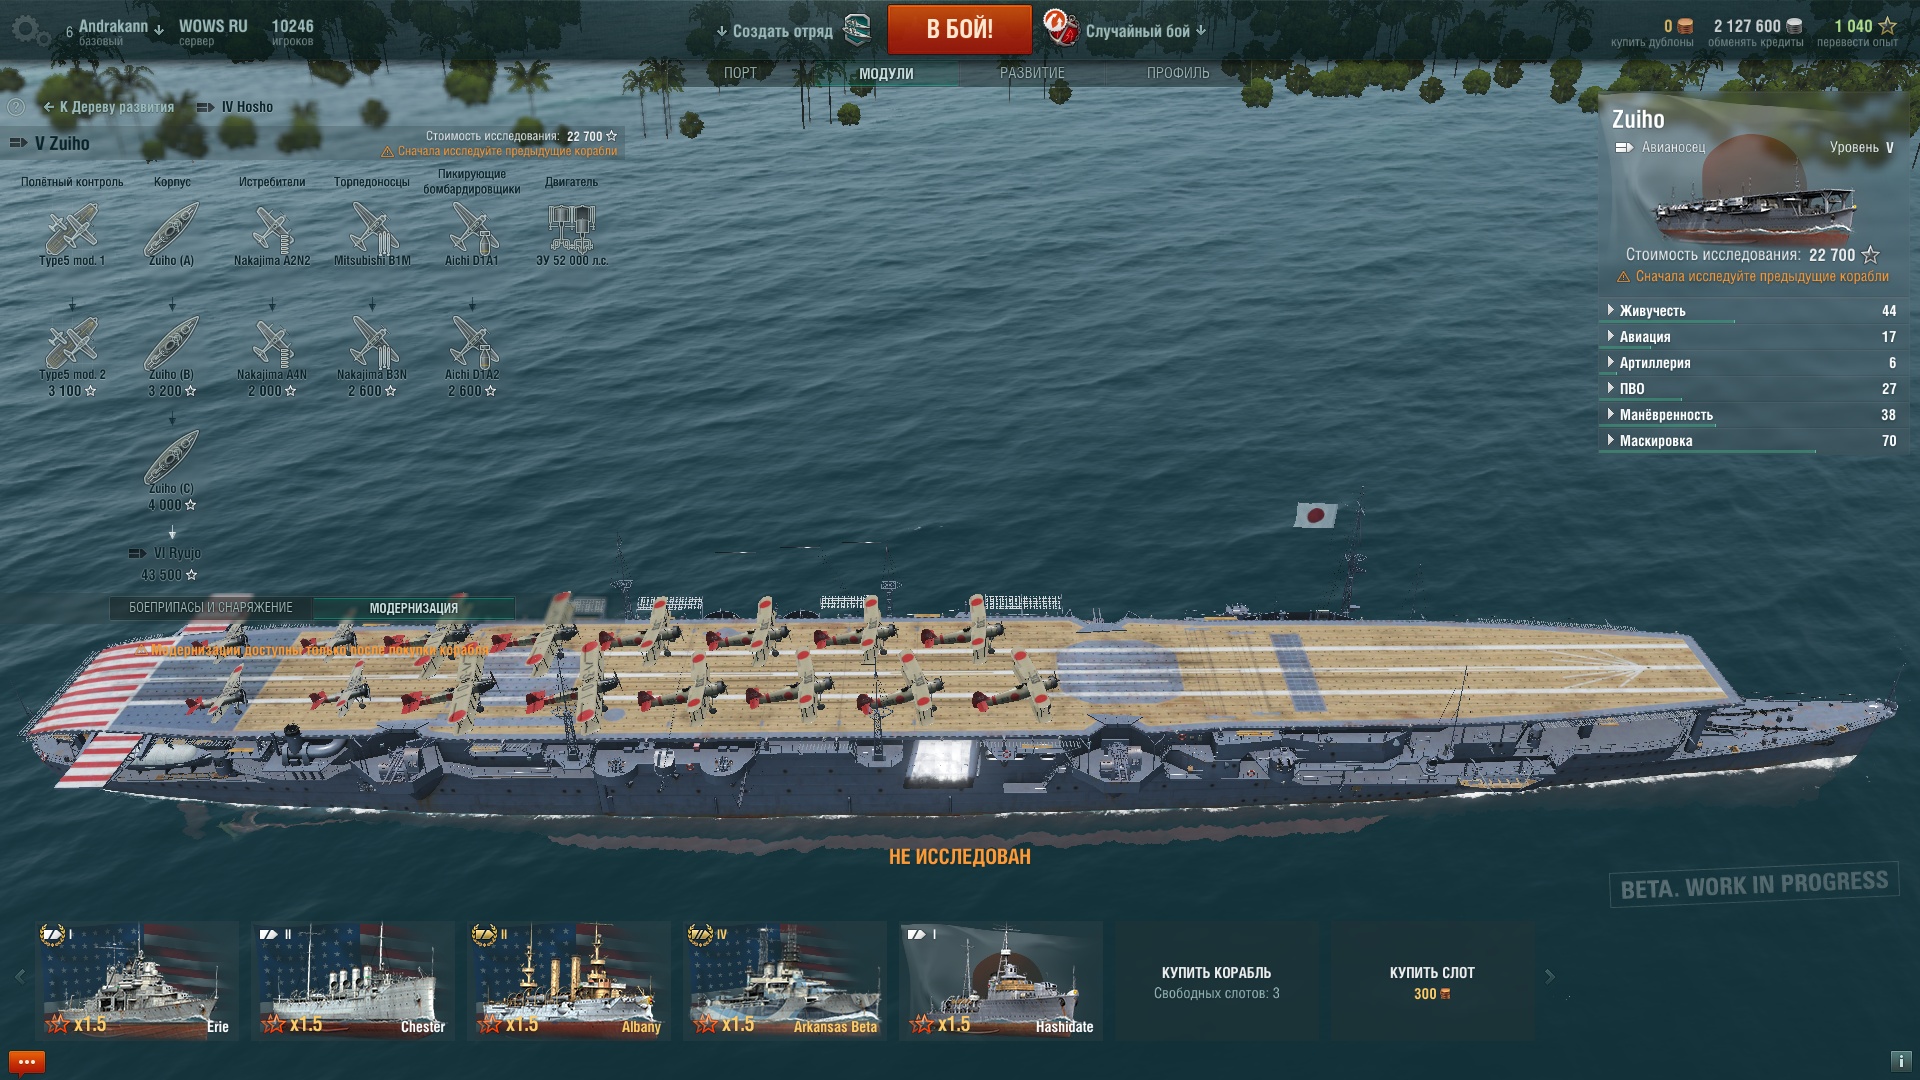 6 Andrakann
базовый
WOWS RU
сервер
10246
игроков
Создать отряд
В БОЙ!
Случайный бой
0
купить дублоны
2 127 600
обменять кредиты
1 040
перевести опыт
ПОРТ
МОДУЛИ
РАЗВИТИЕ
ПРОФИЛЬ
К Дереву развития
IV Hosho
V Zuiho
Стоимость исследования: 22 700
Сначала исследуйте предыдущие корабли
Полётный контроль
Корпус
Истребители
Торпедоносцы
Пикирующие
бомбардировщики
Двигатель
Type5 mod. 1
Zuiho (A)
Nakajima A2N2
Mitsubishi B1M
Aichi D1A1
ЭУ 52 000 л.с.
Type5 mod. 2
3 100
Zuiho (B)
3 200
Nakajima A4N
2 000
Nakajima B3N
2 600
Aichi D1A2
2 600
Zuiho (C)
4 000
VI Ryujo
43 500
БОЕПРИПАСЫ И СНАРЯЖЕНИЕ
МОДЕРНИЗАЦИЯ
Модернизации доступны только после покупки корабля
Zuiho
Авианосец
Уровень V
Стоимость исследования: 22 700
Сначала исследуйте предыдущие корабли
Живучесть 44
Авиация 17
Артиллерия 6
ПВО 27
Манёвренность 38
Маскировка 70
НЕ ИССЛЕДОВАН
BETA. WORK IN PROGRESS
I
x1.5
Erie
II
x1.5
Chester
II
x1.5
Albany
IV
x1.5
Arkansas Beta
I
x1.5
Hashidate
КУПИТЬ КОРАБЛЬ
Свободных слотов: 3
КУПИТЬ СЛОТ
300